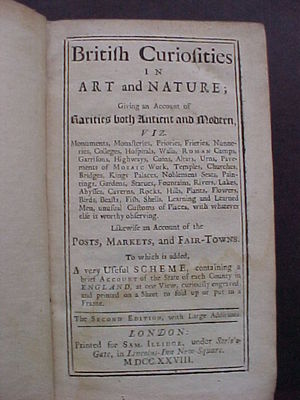 British Curiosities
IN
ART and NATURE;
Giving an Account of
Rarities both Antient and Modern,
VIZ.
Monuments, Monasteries, Priories, Frieries, Nunne-
ries, Colleges, Hospitals, Walls, ROMAN Camps,
Garrisons, Highways, Coins, Altars, Urns, Pave-
ments of MOSAIC Work, Temples, Churches,
Bridges, Kings Palaces, Noblemens Seats, Pain-
tings, Gardens, Statues, Fountains, Rivers, Lakes,
Abysses, Caverns, Rocks, Hills, Plants, Flowers,
Birds, Beasts, Fish, Shells, Learning and Learned
Men, unusual Customs of Places, with whatever
else is worthy observing.
Likewise an Account of the
POSTS, MARKETS, and FAIR-TOWNS.
To which is added,
A very Useful SCHEME, containing a
brief Account of the State of each County in
ENGLAND, at one View, curiously engraved
and printed on a Sheet to fold up or put in a
Frame.
The SECOND EDITION, with Large Additions.
LONDON:
Printed for SAM. ILLIDGE, under Serle's
Gate, in Lincolns-Inn New-Square.
MDCCXXVIII.